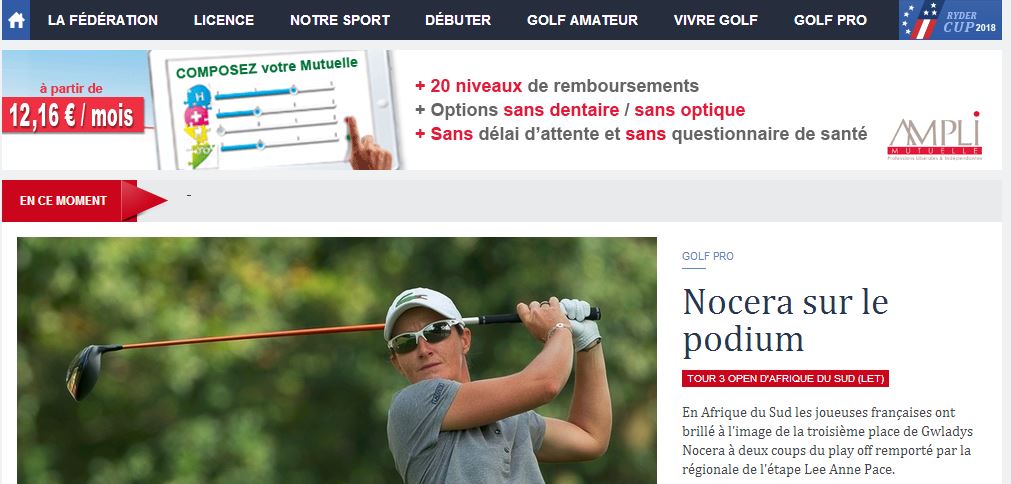 LA FÉDÉRATION LICENCE NOTRE SPORT DÉBUTER GOLF AMATEUR VIVRE GOLF GOLF PRO
RYDER
CUP 2018
à partir de
12,16 € / mois
COMPOSEZ votre Mutuelle
H
+ 20 niveaux de remboursements
+ Options sans dentaire / sans optique
+ Sans délai d'attente et sans questionnaire de santé
AMPLI
MUTUELLE
Professions Libérales & Indépendantes
EN CE MOMENT -
GOLF PRO
Nocera sur le
podium
TOUR 3 OPEN D'AFRIQUE DU SUD (LET)
En Afrique du Sud les joueuses françaises ont
brillé à l'image de la troisième place de Gwladys
Nocera à deux coups du play off remporté par la
régionale de l'étape Lee Anne Pace.